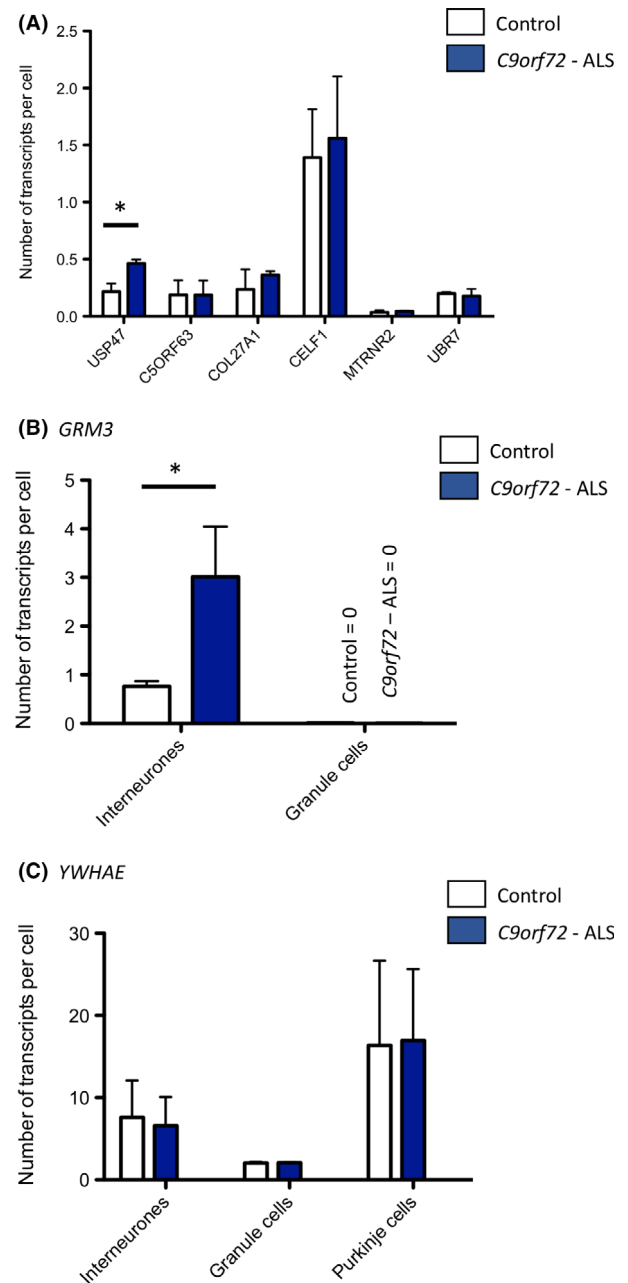 (A)
Control
C9orf72 - ALS
Number of transcripts per cell
2.5
2.0
1.5
1.0
0.5
0.0
*
USP47
C5ORF63
COL27A1
CELF1
MTRNR2
UBR7
(B) GRM3
Control
C9orf72 - ALS
Number of transcripts per cell
5
4
3
2
1
0
*
Control = 0
C9orf72 – ALS = 0
Interneurones
Granule cells
(C) YWHAE
Control
C9orf72 - ALS
Number of transcripts per cell
30
20
10
0
Interneurones
Granule cells
Purkinje cells